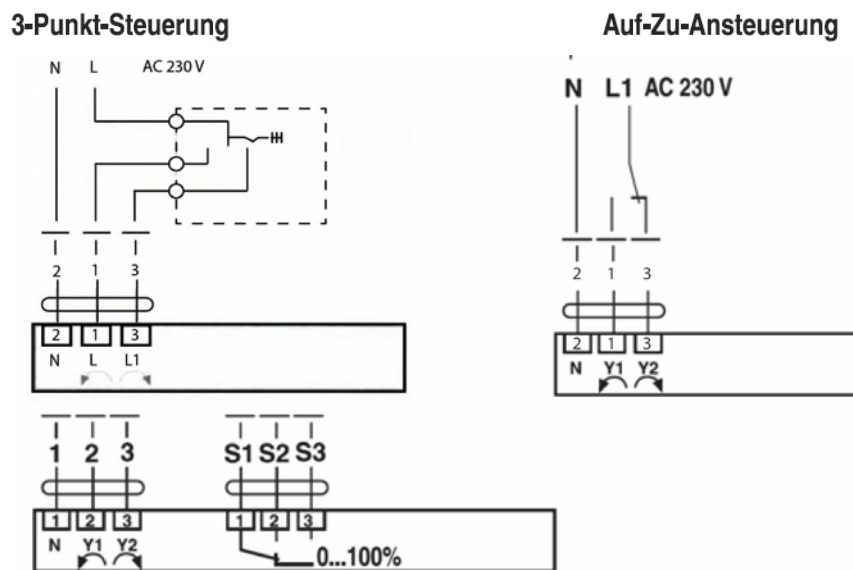 3-Punkt-Steuerung
Auf-Zu-Ansteuerung
N L AC 230 V
N L1 AC 230 V
2 1 3
2 1 3
2 1 3
N L L1
2 1 3
N Y1 Y2
1 2 3
S1 S2 S3
1 2 3
1 2 3
N Y1 Y2
0...100%